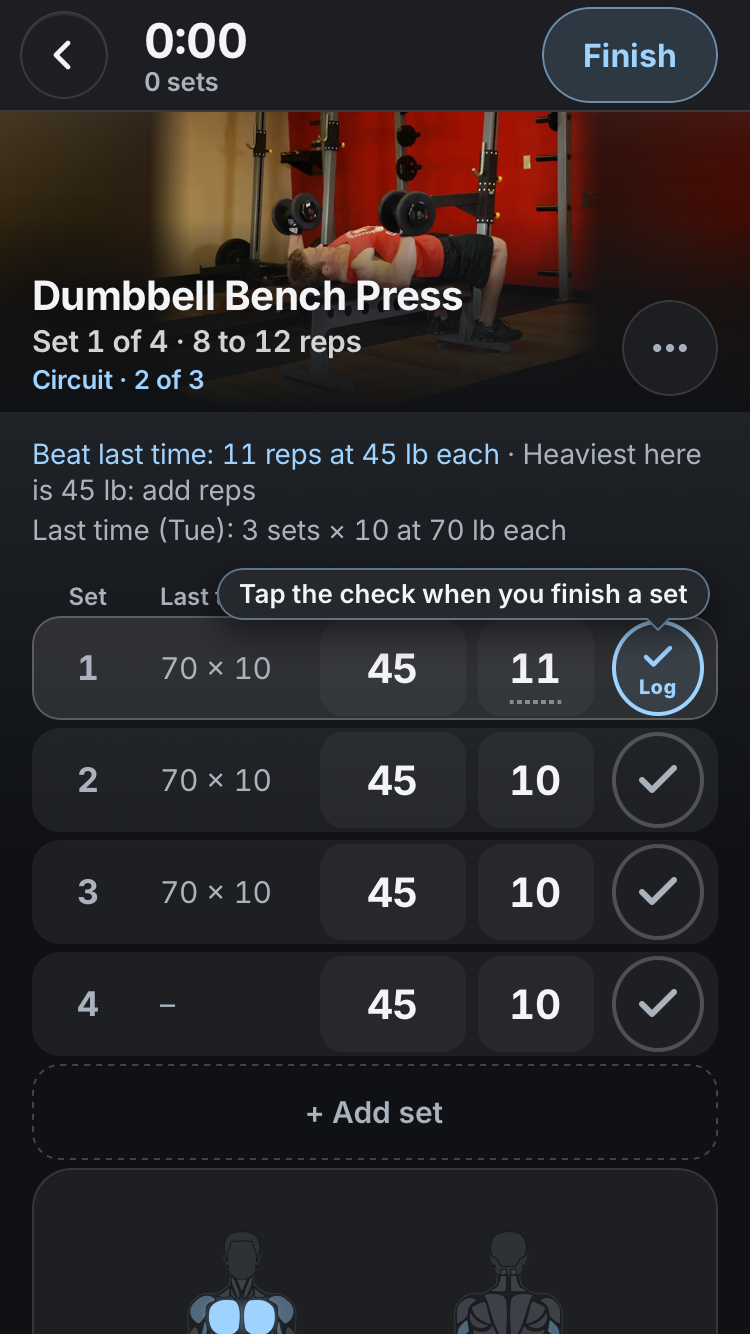 0:00
0 sets
Finish
Dumbbell Bench Press
Set 1 of 4 · 8 to 12 reps
Circuit · 2 of 3
Beat last time: 11 reps at 45 lb each · Heaviest here
is 45 lb: add reps
Last time (Tue): 3 sets × 10 at 70 lb each
Set Last
Tap the check when you finish a set
1 70 × 10 45 11 Log
2 70 × 10 45 10
3 70 × 10 45 10
4 – 45 10
+ Add set